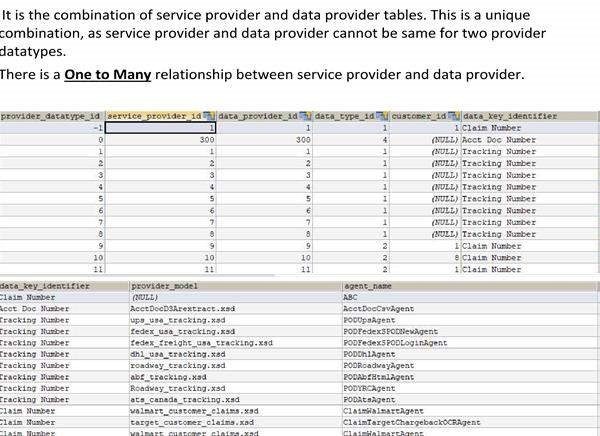 It is the combination of service provider and data provider tables. This is a unique
combination, as service provider and data provider cannot be same for two provider
datatypes.
There is a One to Many relationship between service provider and data provider.
provider_datatype_id service_provider_id data_provider_id data_type_id customer_id data_key_identifier
-1 1 1 1 1 Claim Number
0 300 300 4 (NULL) Acct Doc Number
1 1 1 1 (NULL) Tracking Number
2 2 2 1 (NULL) Tracking Number
3 3 3 1 (NULL) Tracking Number
4 4 4 1 (NULL) Tracking Number
5 5 5 1 (NULL) Tracking Number
6 6 6 1 (NULL) Tracking Number
7 7 7 1 (NULL) Tracking Number
8 8 8 1 (NULL) Tracking Number
9 9 9 2 1 Claim Number
10 10 10 2 8 Claim Number
11 11 11 2 1 Claim Number
data_key_identifier provider_model agent_name
Claim Number (NULL) ABC
Acct Doc Number AcctDocD3Arextract.xsd AcctDocCsvAgent
Tracking Number ups_usa_tracking.xsd PODUpsAgent
Tracking Number fedex_usa_tracking.xsd PODFedexSPODNewAgent
Tracking Number fedex_freight_usa_tracking.xsd PODFedexSPODLoginAgent
Tracking Number dhl_usa_tracking.xsd PODDhlAgent
Tracking Number roadway_tracking.xsd PODRoadwayAgent
Tracking Number abf_tracking.xsd PODAbfHtmlAgent
Tracking Number Roadway_tracking.xsd PODYRCAgent
Tracking Number ats_canada_tracking.xsd PODAtsAgent
Claim Number walmart_customer_claims.xsd ClaimWalmartAgent
Claim Number target_customer_claims.xsd ClaimTargetChargebackOCRAgent
Claim Number walmart_customer_claims.xsd ClaimWalmartAgent